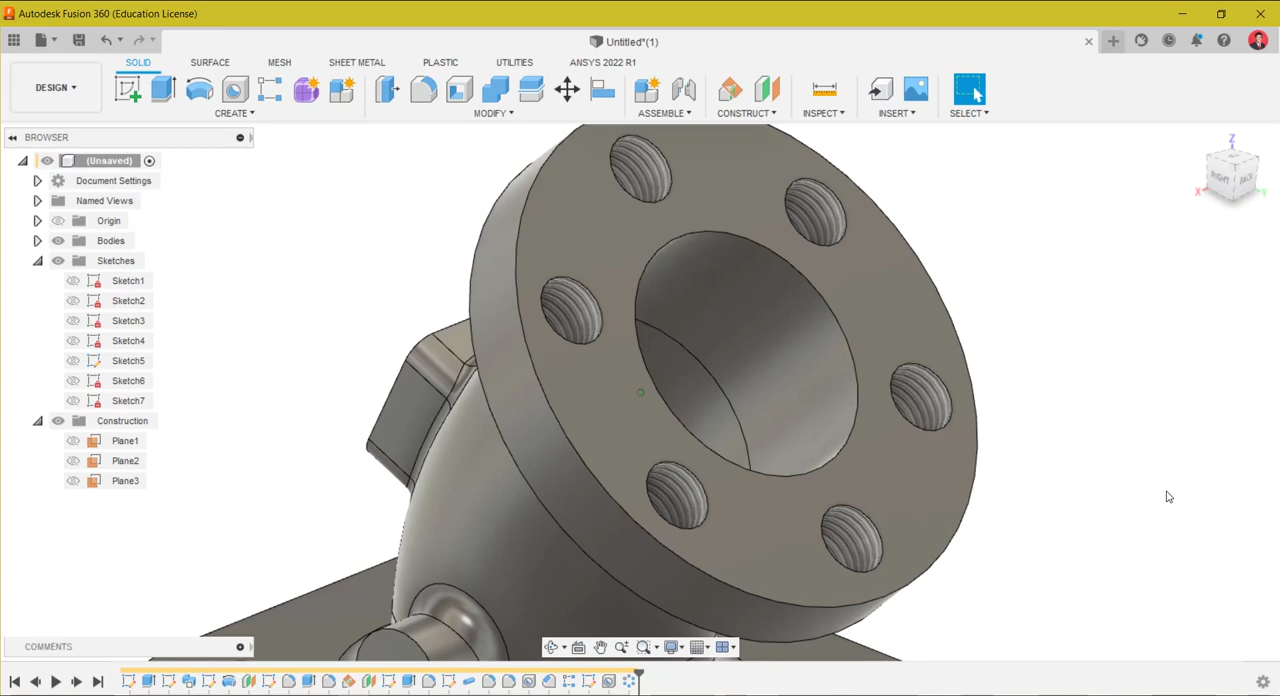 Autodesk Fusion 360 (Education License)
Untitled*(1)
SOLID SURFACE MESH SHEET METAL PLASTIC UTILITIES ANSYS 2022 R1
DESIGN
CREATE MODIFY ASSEMBLE CONSTRUCT INSPECT INSERT SELECT
BROWSER
(Unsaved)
Document Settings
Named Views
Origin
Bodies
Sketches
Sketch1
Sketch2
Sketch3
Sketch4
Sketch5
Sketch6
Sketch7
Construction
Plane1
Plane2
Plane3
Z
RIGHT BACK
X Y
COMMENTS